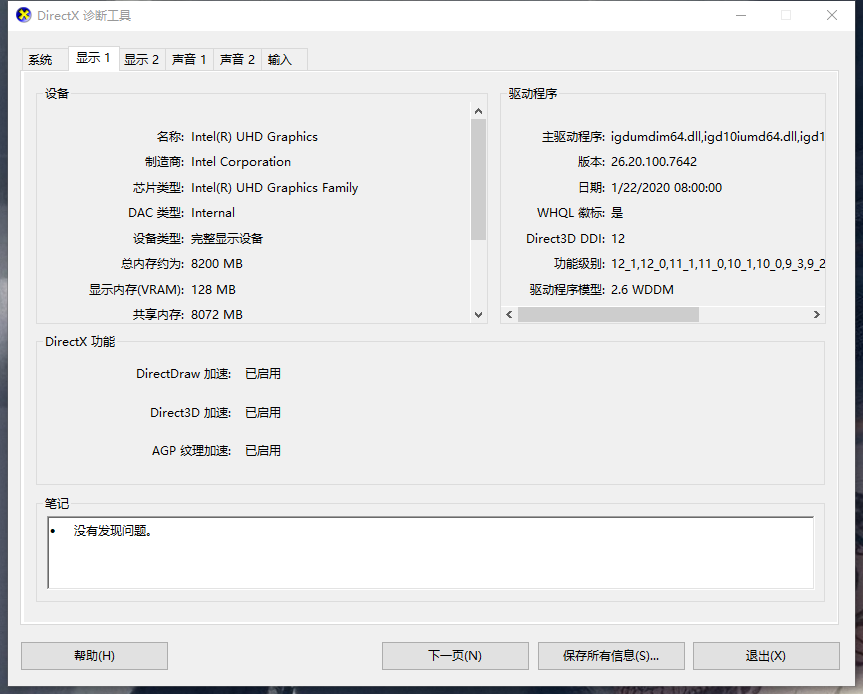 DirectX 诊断工具
系统 显示 1 显示 2 声音 1 声音 2 输入
设备
名称: Intel(R) UHD Graphics
制造商: Intel Corporation
芯片类型: Intel(R) UHD Graphics Family
DAC 类型: Internal
设备类型: 完整显示设备
总内存约为: 8200 MB
显示内存(VRAM): 128 MB
共享内存: 8072 MB
驱动程序
主驱动程序: igdumdim64.dll,igd10iumd64.dll,igd1
版本: 26.20.100.7642
日期: 1/22/2020 08:00:00
WHQL 徽标: 是
Direct3D DDI: 12
功能级别: 12_1,12_0,11_1,11_0,10_1,10_0,9_3,9_2
驱动程序模型: 2.6 WDDM
DirectX 功能
DirectDraw 加速: 已启用
Direct3D 加速: 已启用
AGP 纹理加速: 已启用
笔记
• 没有发现问题。
帮助(H) 下一页(N) 保存所有信息(S)... 退出(X)